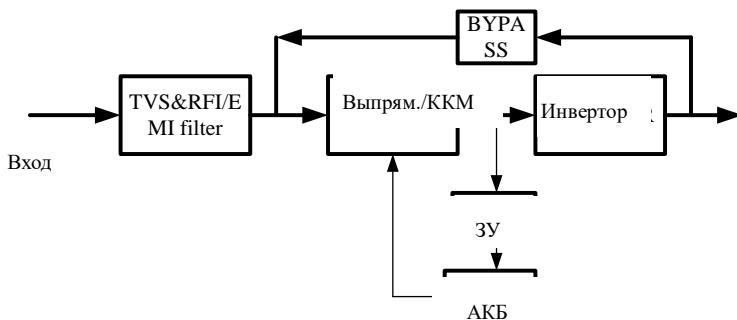 BYPA
SS
TVS&RFI/E
MI filter
Выпрям./ККМ
Инвертор
Вход
ЗУ
АКБ